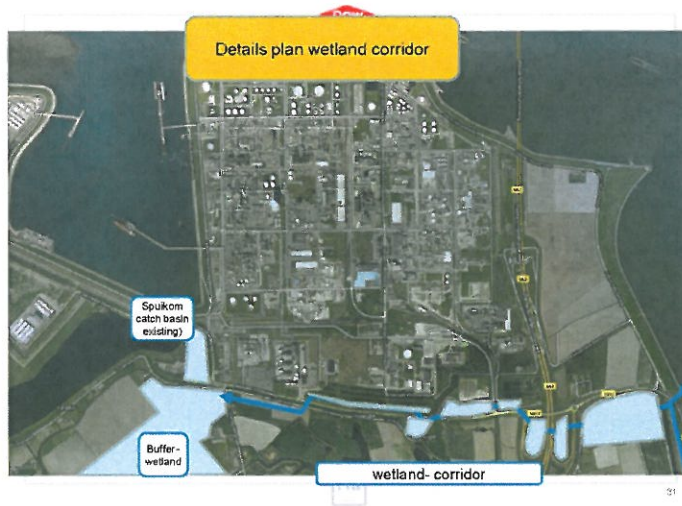 Details plan wetland corridor
Spuikom
catch basin
existing)
Buffer-
wetland
wetland- corridor
31